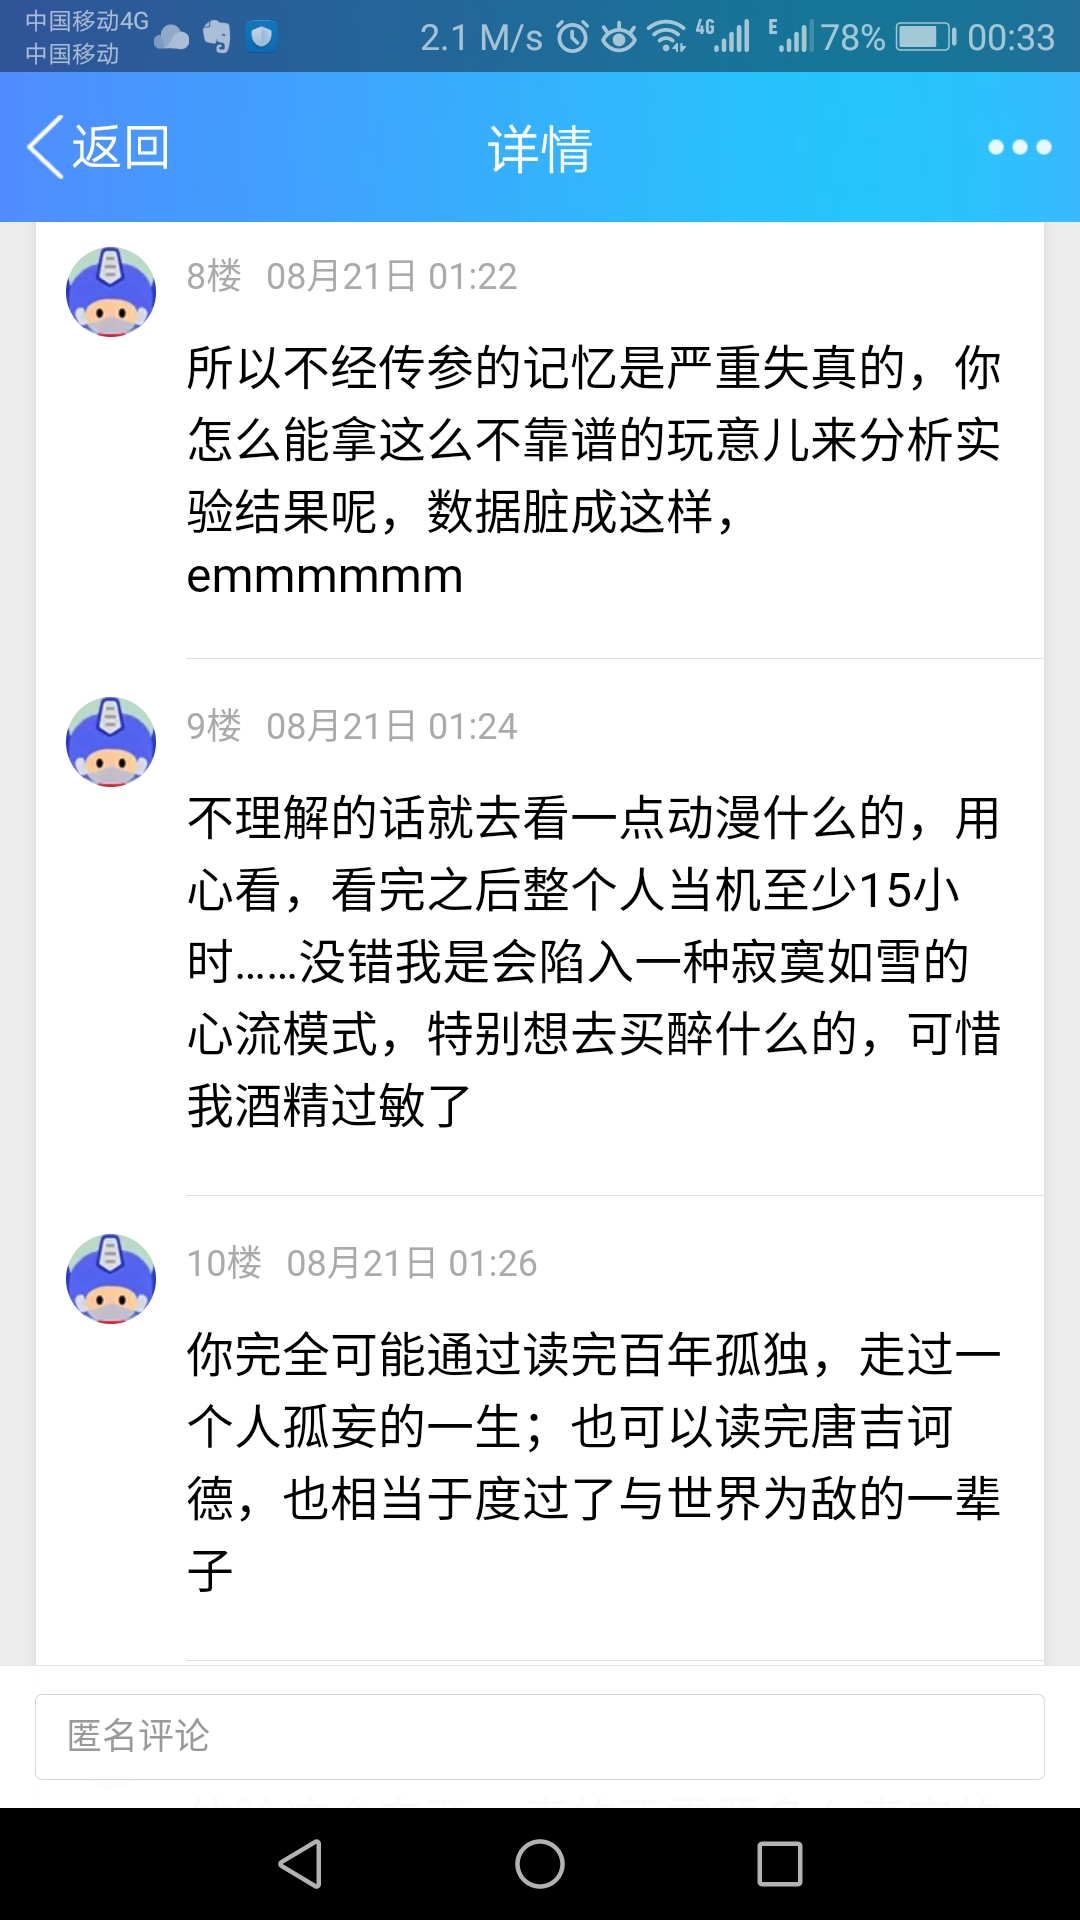 中国移动4G
中国移动
2.1 M/s 4G E 78% 00:33
返回 详情
8楼 08月21日 01:22
所以不经传参的记忆是严重失真的，你
怎么能拿这么不靠谱的玩意儿来分析实
验结果呢，数据脏成这样，
emmmmmm
9楼 08月21日 01:24
不理解的话就去看一点动漫什么的，用
心看，看完之后整个人当机至少15小
时……没错我是会陷入一种寂寞如雪的
心流模式，特别想去买醉什么的，可惜
我酒精过敏了
10楼 08月21日 01:26
你完全可能通过读完百年孤独，走过一
个人孤妄的一生；也可以读完唐吉诃
德，也相当于度过了与世界为敌的一辈
子
匿名评论